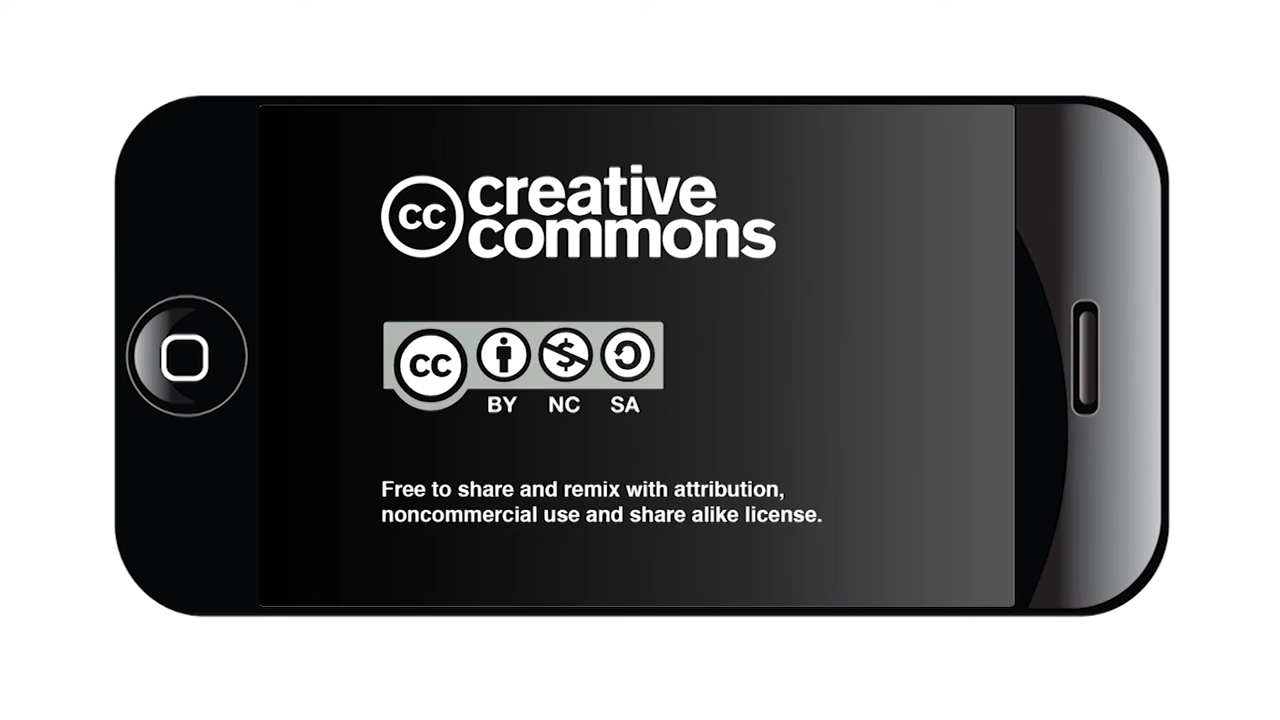 cc creative
commons
cc
BY NC SA
Free to share and remix with attribution,
noncommercial use and share alike license.